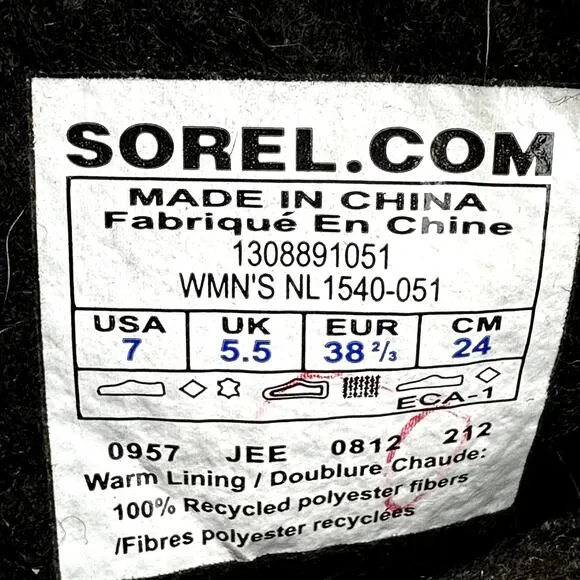 SOREL.COM
MADE IN CHINA
Fabriqué En Chine
1308891051
WMN'S NL1540-051
USA UK EUR CM
7 5.5 38 2/3 24
ECA-1
0957 JEE 0812 212
Warm Lining / Doublure Chaude:
100% Recycled polyester fibers
/Fibres polyester recyclées